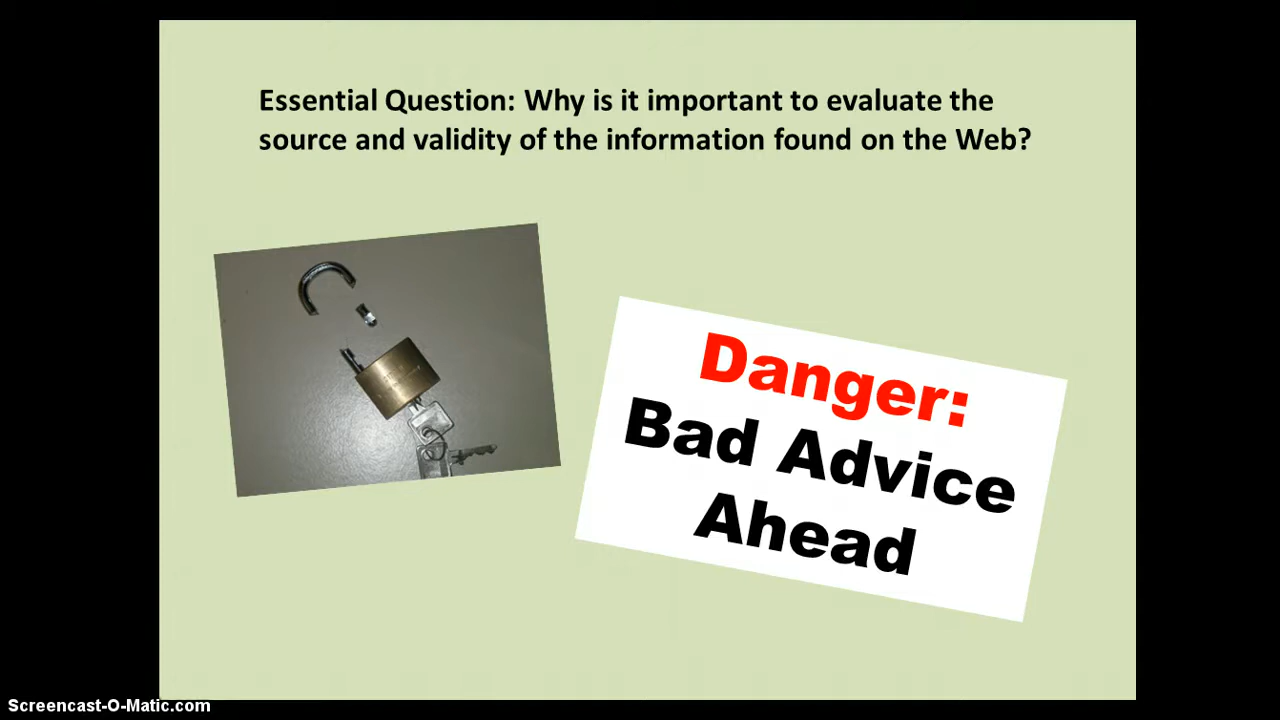 Essential Question: Why is it important to evaluate the
source and validity of the information found on the Web?
Danger:
Bad Advice
Ahead
Screencast-O-Matic.com